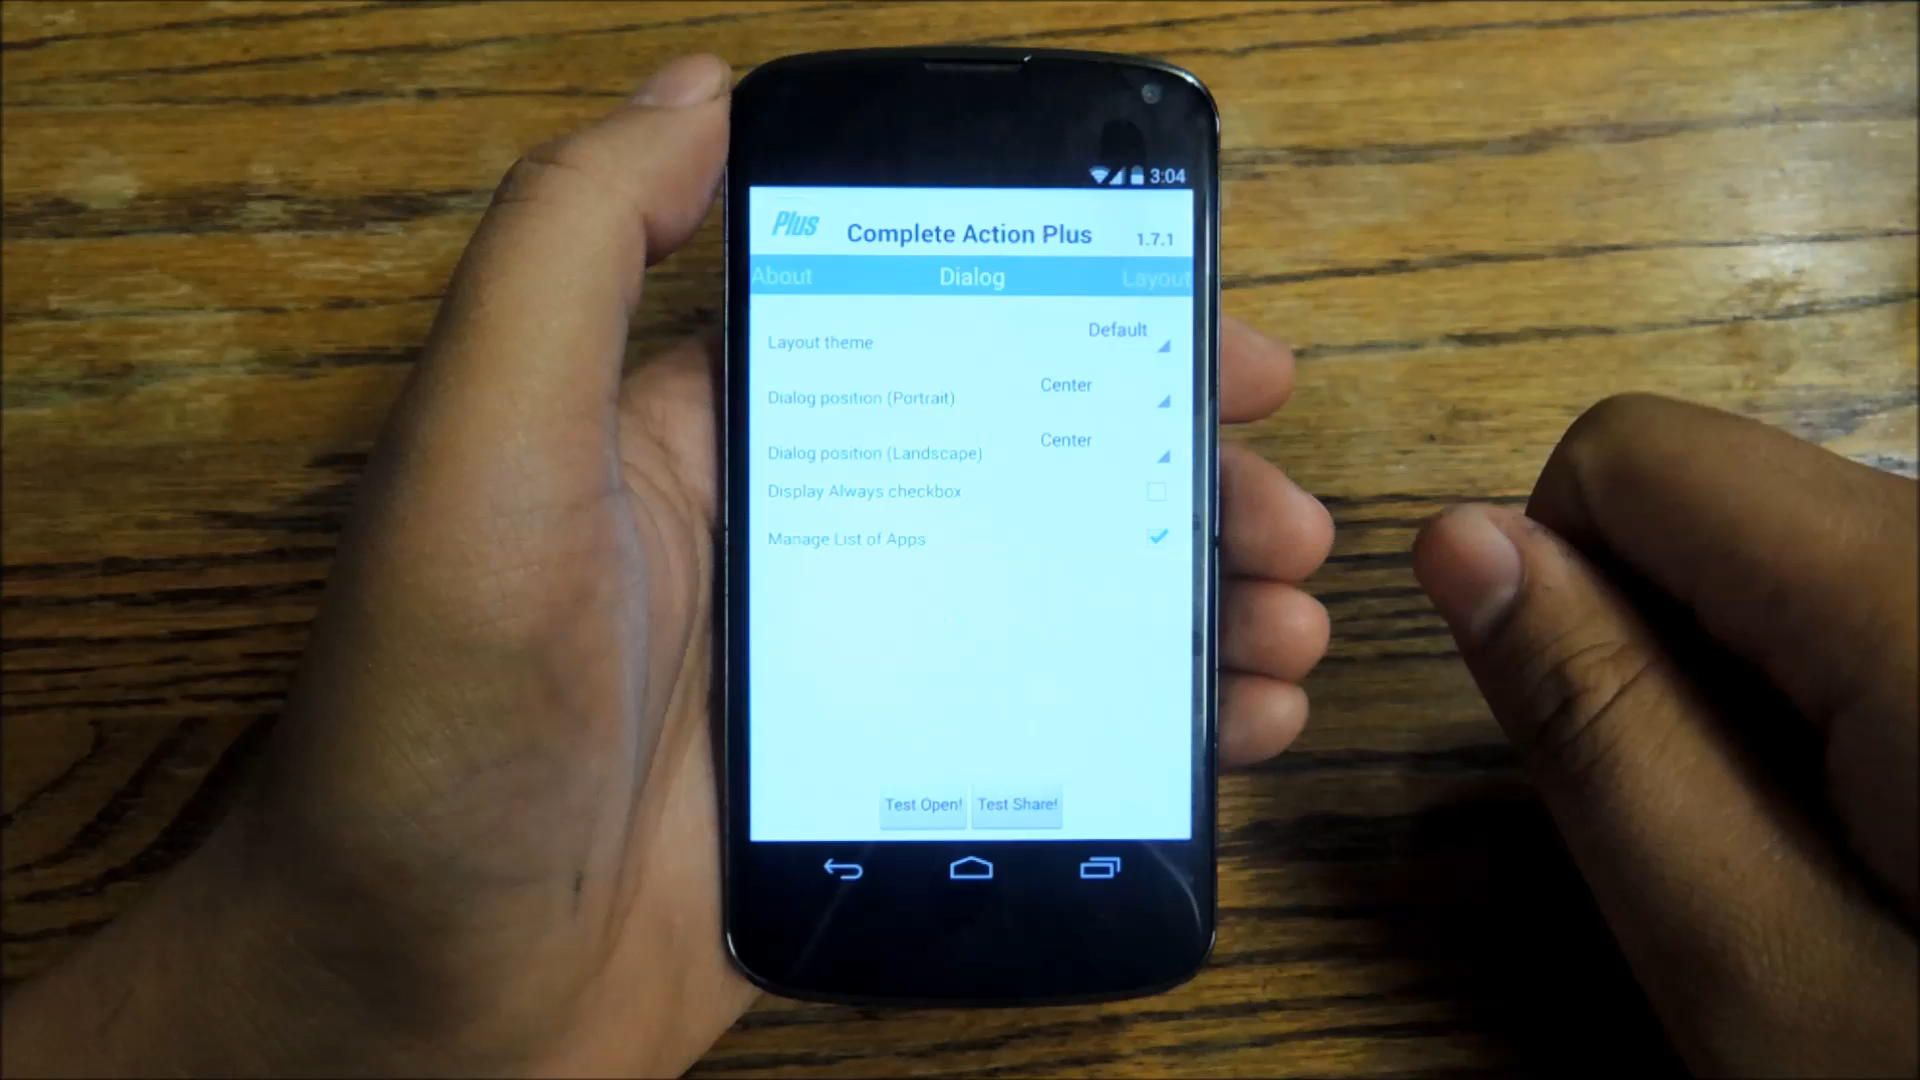 3:04
Plus Complete Action Plus 1.7.1
About Dialog Layout
Layout theme Default
Dialog position (Portrait) Center
Dialog position (Landscape) Center
Display Always checkbox
Manage List of Apps
Test Open! Test Share!